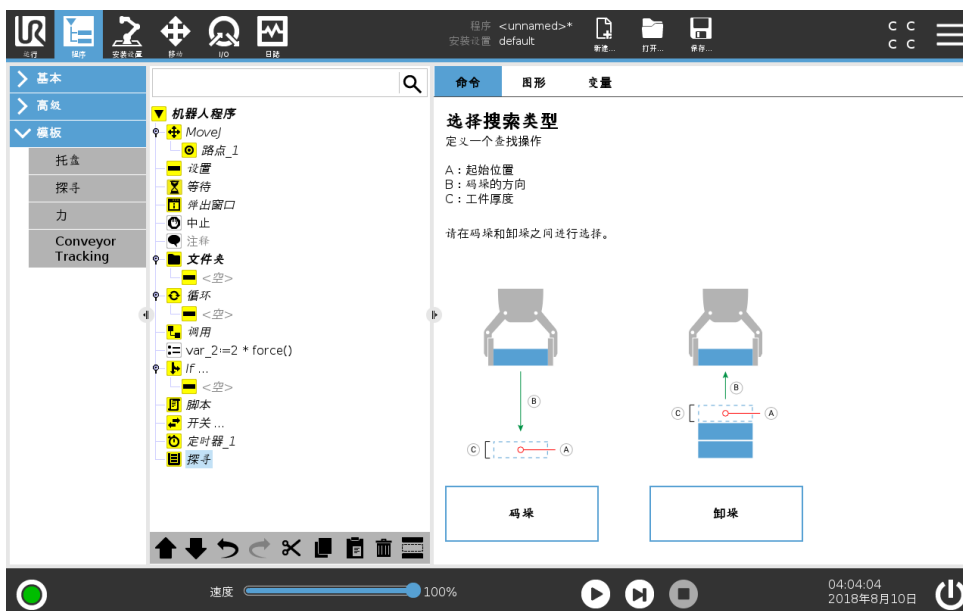 UR
运行
程序
安装设置
移动
I/O
日誌
程序 <unnamed>*
安装设置 default
新建...
打开...
保存...
C C
C C
基本
高级
模板
托盘
探寻
力
Conveyor
Tracking
机器人程序
MoveJ
路点_1
设置
等待
弹出窗口
中止
注释
文件夹
<空>
循环
<空>
调用
var_2:=2 * force()
If ...
<空>
脚本
开关 ...
定时器_1
探寻
命令 图形 变量
选择搜索类型
定义一个查找操作
A：起始位置
B：码垛的方向
C：工件厚度
请在码垛和卸垛之间进行选择。
B
C
A
B
C
A
码垛
卸垛
速度
100%
04:04:04
2018年8月10日